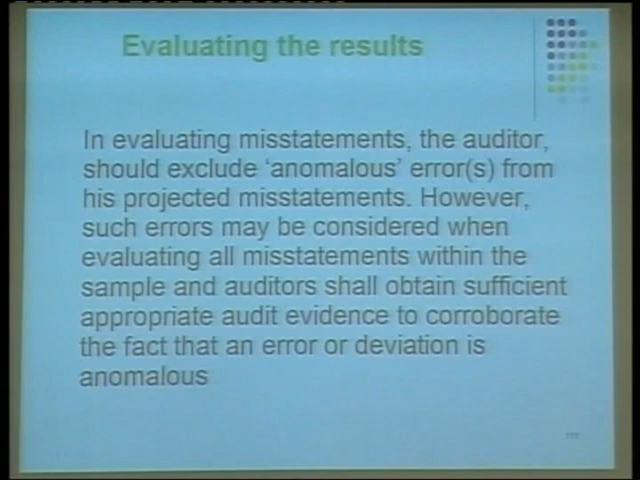 Evaluating the results
In evaluating misstatements, the auditor,
should exclude 'anomalous' error(s) from
his projected misstatements. However,
such errors may be considered when
evaluating all misstatements within the
sample and auditors shall obtain sufficient
appropriate audit evidence to corroborate
the fact that an error or deviation is
anomalous